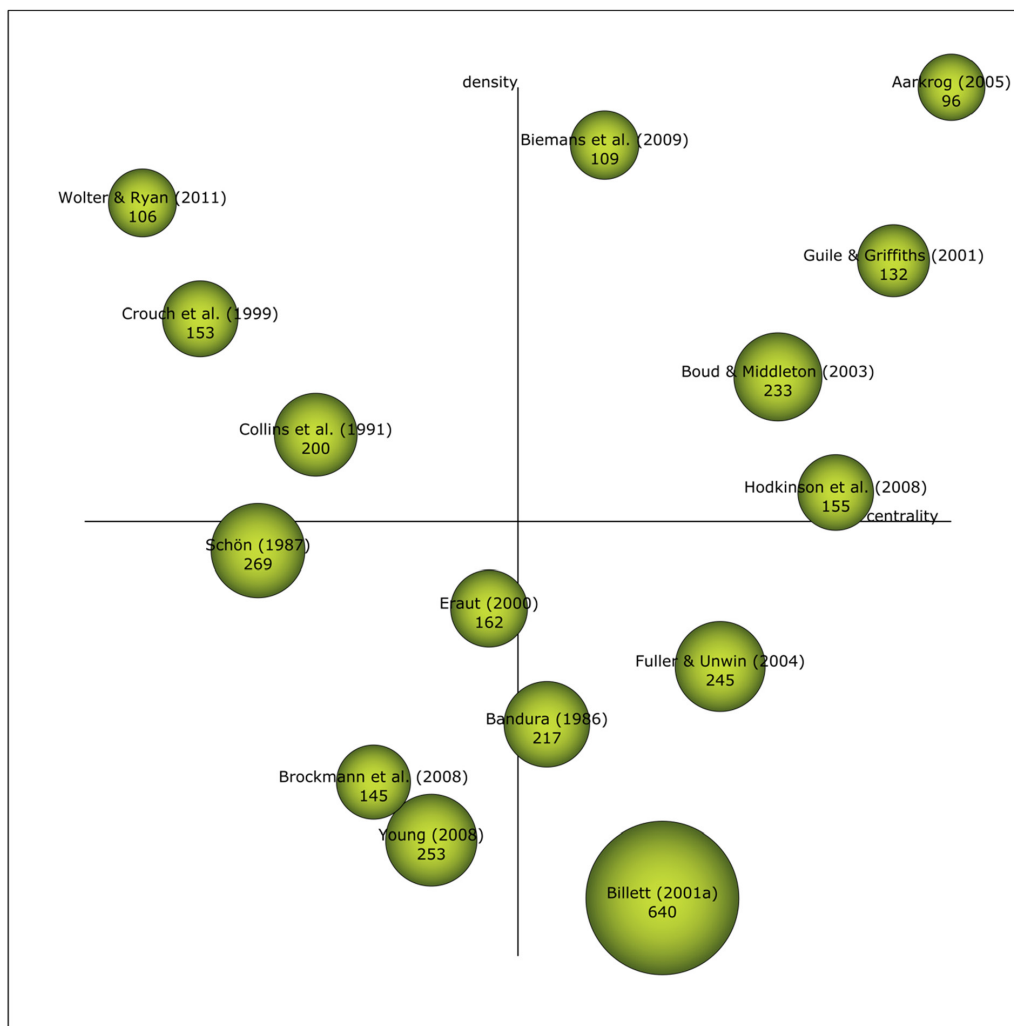 density
Aarkrog (2005)
96
Biemans et al. (2009)
109
Wolter & Ryan (2011)
106
Guile & Griffiths (2001)
132
Crouch et al. (1999)
153
Boud & Middleton (2003)
233
Collins et al. (1991)
200
Hodkinson et al. (2008)
155
centrality
Schön (1987)
269
Eraut (2000)
162
Fuller & Unwin (2004)
245
Bandura (1986)
217
Brockmann et al. (2008)
145
Young (2008)
253
Billett (2001a)
640